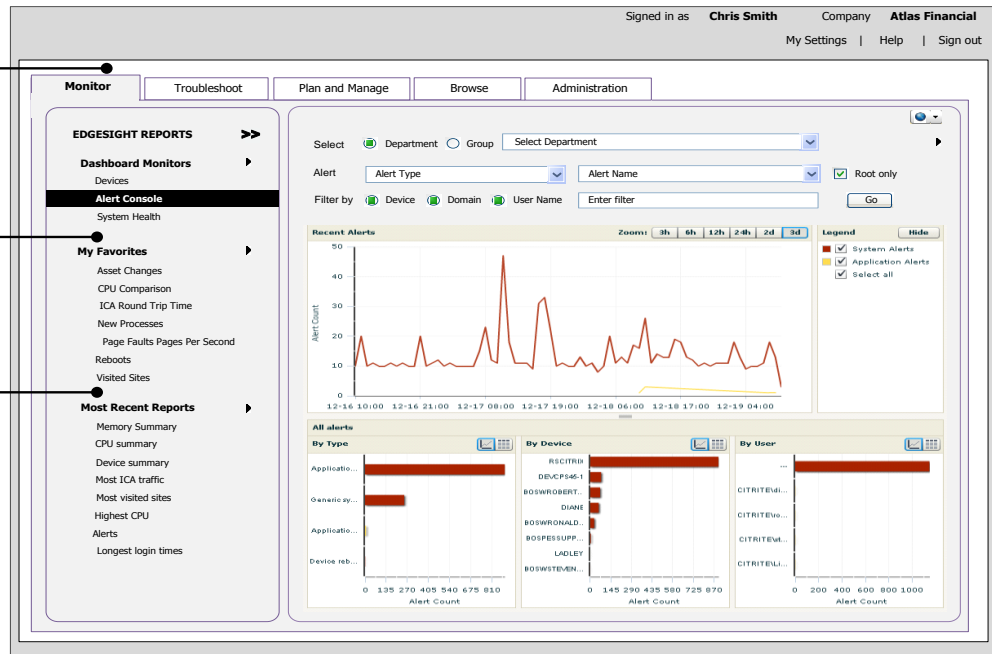 Signed in as Chris Smith Company Atlas Financial
My Settings | Help | Sign out
Monitor Troubleshoot Plan and Manage Browse Administration
EDGESIGHT REPORTS >>
Dashboard Monitors
Devices
Alert Console
System Health
My Favorites
Asset Changes
CPU Comparison
ICA Round Trip Time
New Processes
Page Faults Pages Per Second
Reboots
Visited Sites
Most Recent Reports
Memory Summary
CPU summary
Device summary
Most ICA traffic
Most visited sites
Highest CPU
Alerts
Longest login times
Select Department Group Select Department
Alert Alert Type Alert Name Root only
Filter by Device Domain User Name Enter filter Go
Recent Alerts Zoom: 3h 6h 12h 24h 2d 3d
Legend Hide
System Alerts
Application Alerts
Select all
Alert Count
50
40
30
20
10
0
12-16 10:00 12-16 21:00 12-17 08:00 12-17 19:00 12-18 06:00 12-18 17:00 12-19 04:00
All alerts
By Type
Applicatio...
Generic sy...
Applicatio...
Device reb...
0 135 270 405 540 675 810
Alert Count
By Device
RSCITRIX
DEVCPS46-1
BOSWROBERT...
DIANE
BOSWRONALD...
BOSPESSUPP...
LADLEY
BOSWSTEVEN...
0 145 290 435 580 725 870
Alert Count
By User
...
CITRITE\di...
CITRITE\ro...
CITRITE\vt...
CITRITE\Li...
0 200 400 600 800 1000
Alert Count